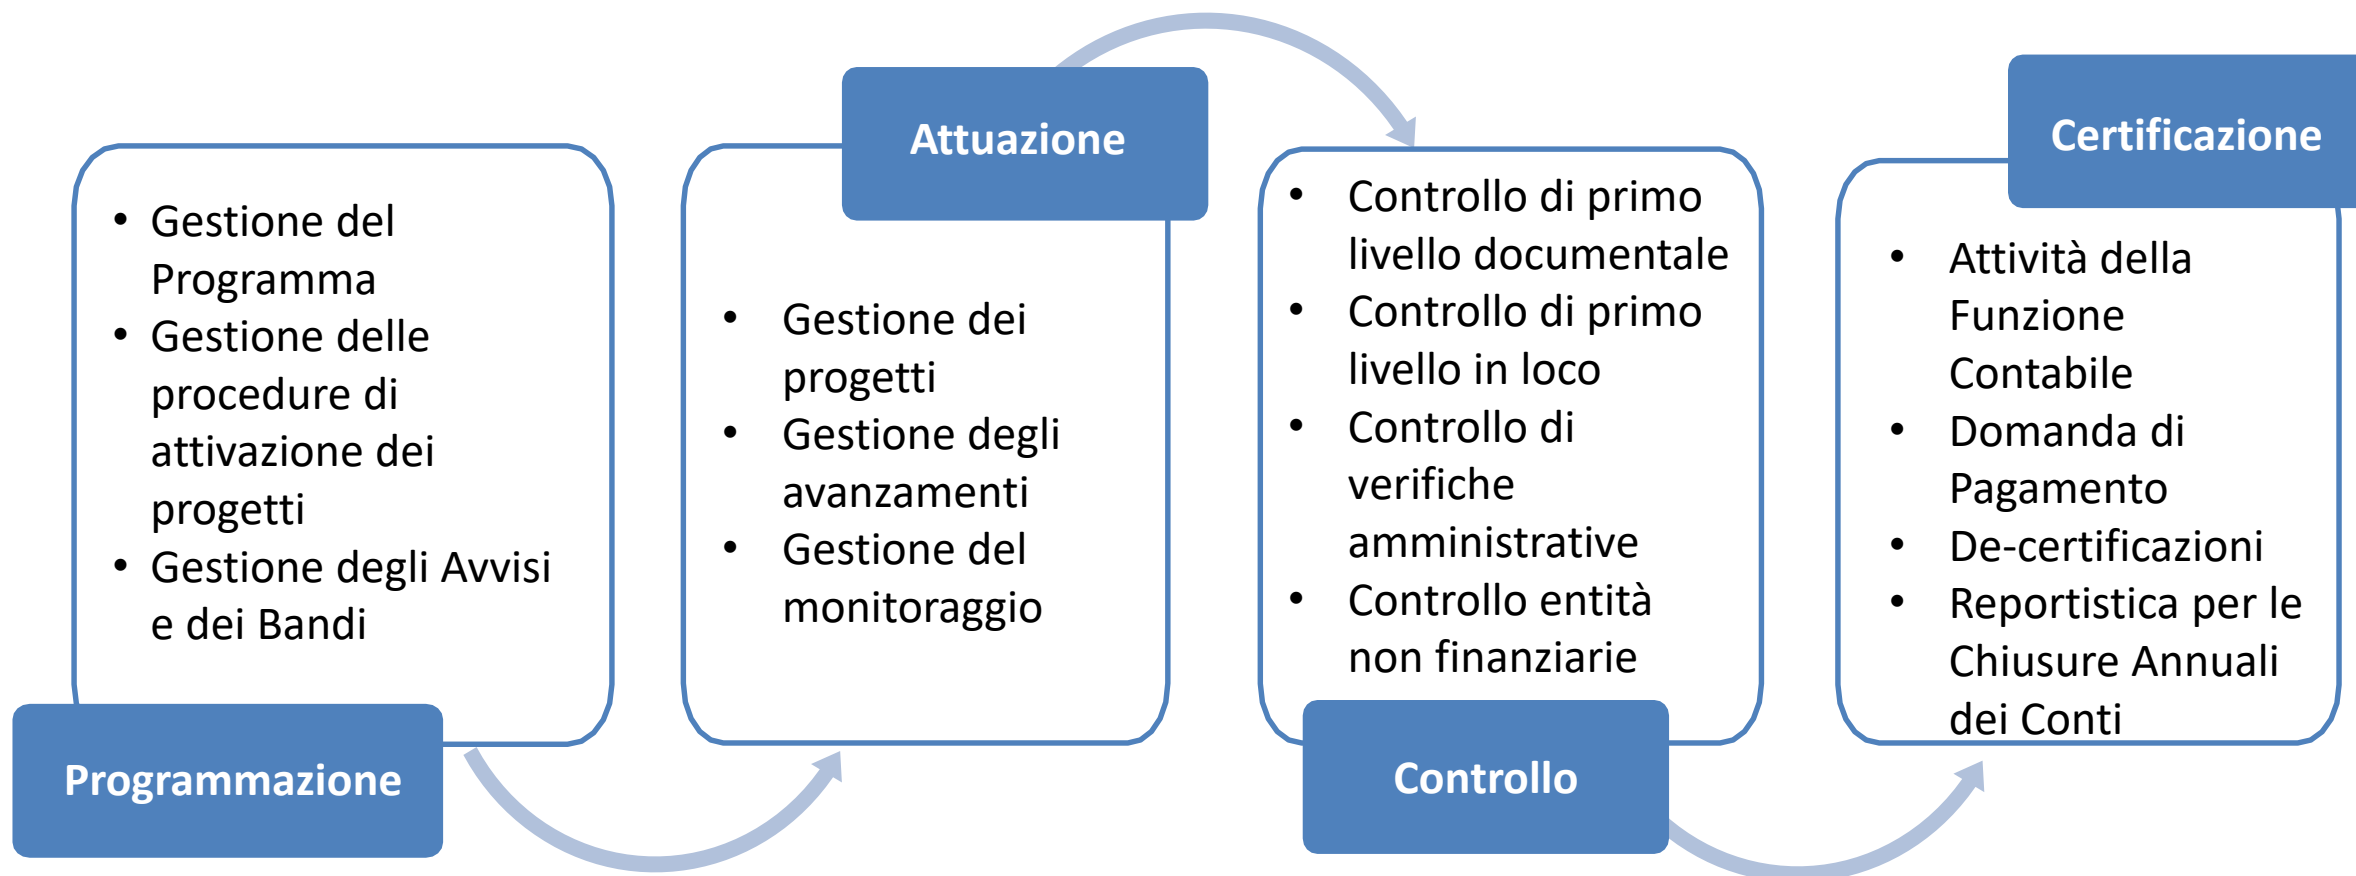 • Gestione del
Programma
• Gestione delle
procedure di
attivazione dei
progetti
• Gestione degli Avvisi
e dei Bandi
Programmazione
Attuazione
• Gestione dei
progetti
• Gestione degli
avanzamenti
• Gestione del
monitoraggio
• Controllo di primo
livello documentale
• Controllo di primo
livello in loco
• Controllo di
verifiche
amministrative
• Controllo entità
non finanziarie
Controllo
Certificazione
• Attività della
Funzione
Contabile
• Domanda di
Pagamento
• De-certificazioni
• Reportistica per le
Chiusure Annuali
dei Conti